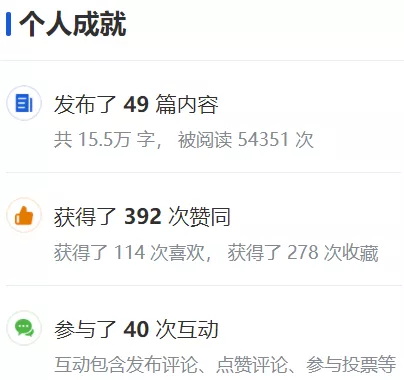 个人成就
发布了 49 篇内容
共 15.5万 字， 被阅读 54351 次
获得了 392 次赞同
获得了 114 次喜欢， 获得了 278 次收藏
参与了 40 次互动
互动包含发布评论、点赞评论、参与投票等